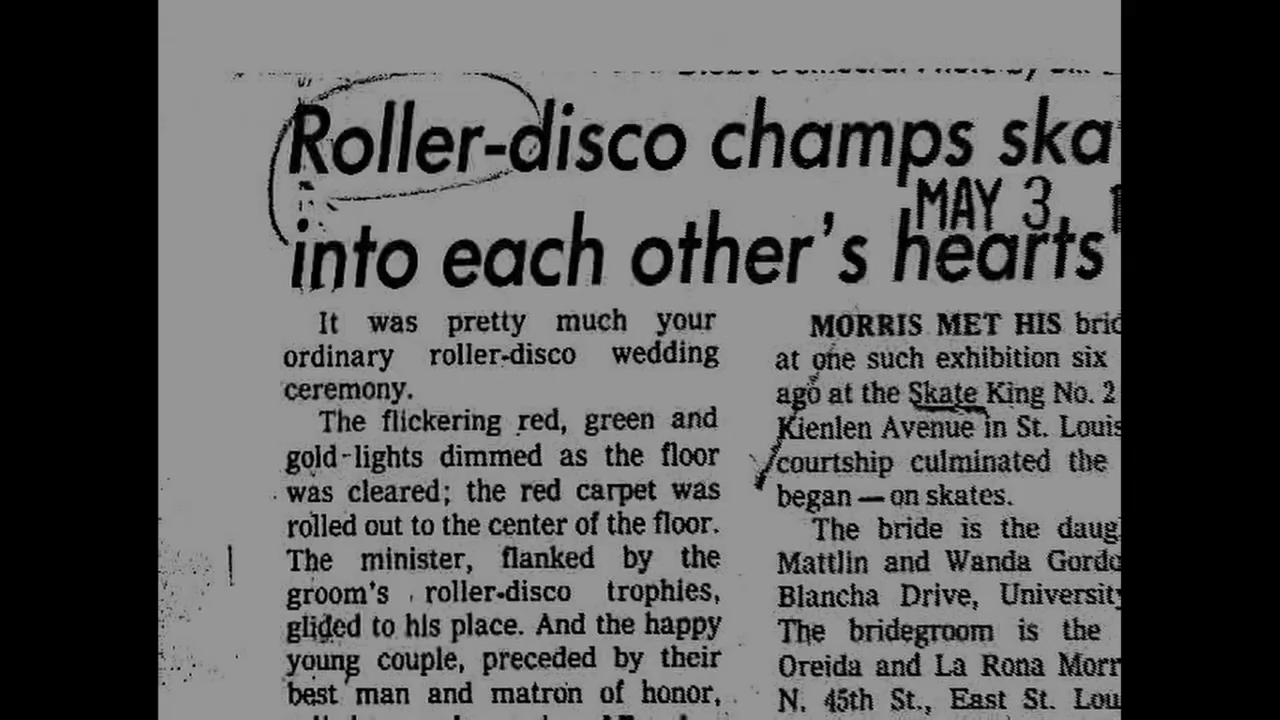 Roller-disco champs ska
MAY 3, 1
into each other's hearts
It was pretty much your
ordinary roller-disco wedding
ceremony.
The flickering red, green and
gold-lights dimmed as the floor
was cleared; the red carpet was
rolled out to the center of the floor.
The minister, flanked by the
groom's roller-disco trophies,
glided to his place. And the happy
young couple, preceded by their
best man and matron of honor,
MORRIS MET HIS brid
at one such exhibition six
ago at the Skate King No. 2
Kienlen Avenue in St. Louis
courtship culminated the
began — on skates.
The bride is the daug
Mattlin and Wanda Gordo
Blancha Drive, University
The bridegroom is the
Oreida and La Rona Morr
N. 45th St., East St. Lou